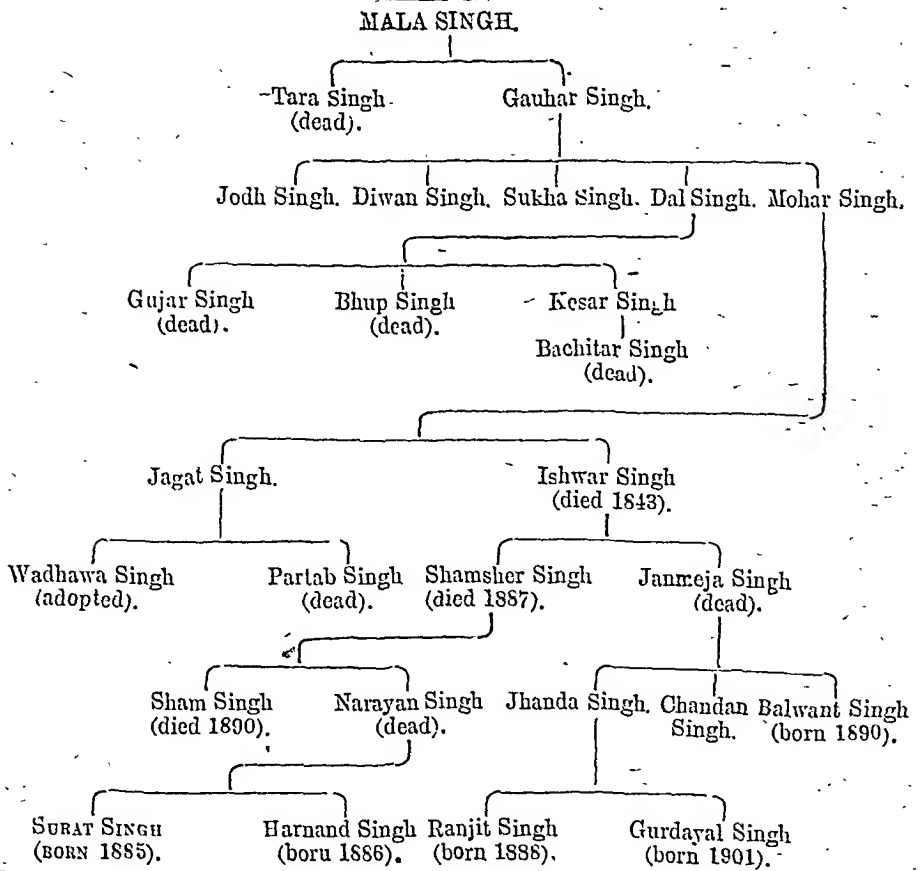 MALA SINGH.
Tara Singh Gauhar Singh.
(dead).
Jodh Singh. Diwan Singh. Sukha Singh. Dal Singh. Mohar Singh.
Gujar Singh Bhup Singh Kesar Singh
(dead). (dead).
Bachitar Singh
(dead).
Jagat Singh. Ishwar Singh
(died 1843).
Wadhawa Singh Partab Singh Shamsher Singh Janmeja Singh
(adopted). (dead). (died 1887). (dead).
Sham Singh Narayan Singh Jhanda Singh. Chandan Balwant Singh
(died 1890). (dead). Singh. (born 1890).
SURAT SINGH Harnand Singh Ranjit Singh Gurdayal Singh
(BORN 1885). (boru 1886). (born 1888). (born 1901).